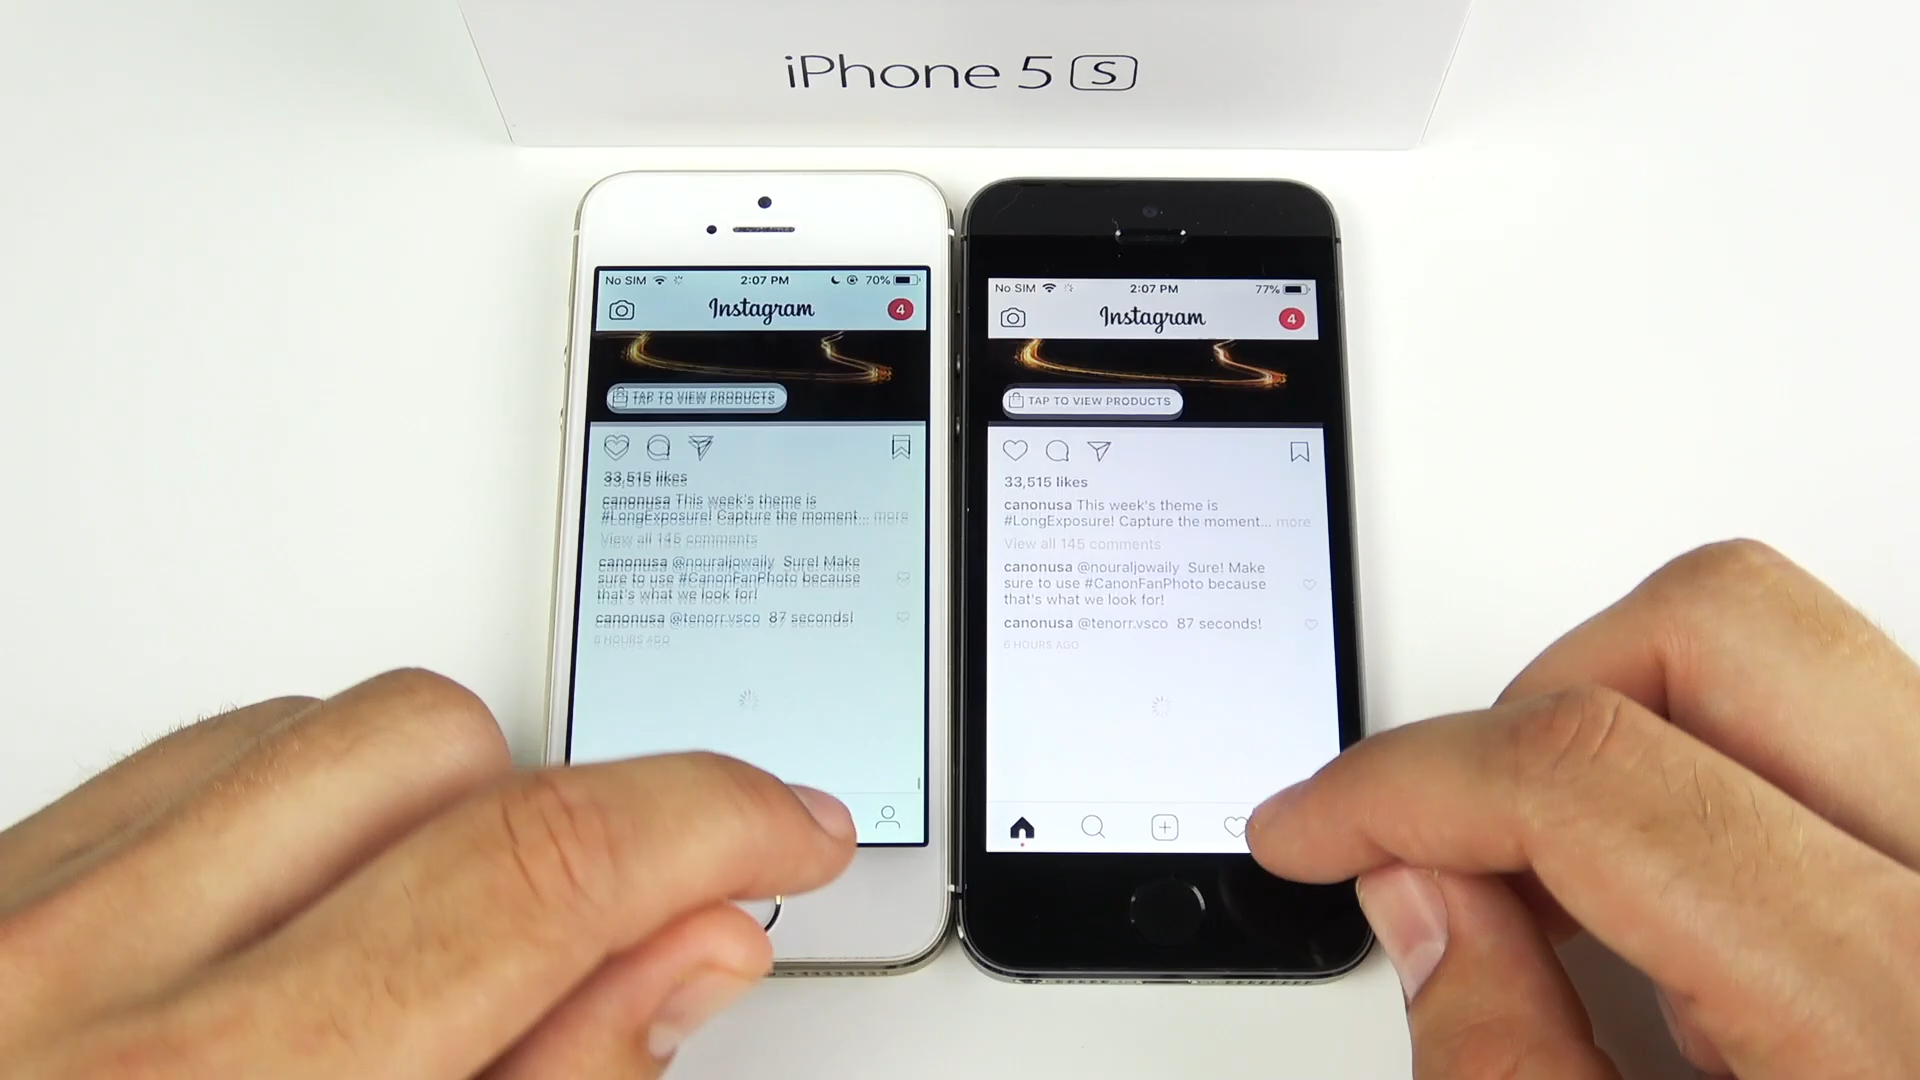 iPhone 5 S
No SIM 2:07 PM 70%
Instagram 4
TAP TO VIEW PRODUCTS
33,515 likes
canonusa This week's theme is
#LongExposure! Capture the moment... more
View all 145 comments
canonusa @nouraljowaily Sure! Make
sure to use #CanonFanPhoto because
that's what we look for!
canonusa @tenorr.vsco 87 seconds!
6 HOURS AGO
No SIM 2:07 PM 77%
Instagram 4
TAP TO VIEW PRODUCTS
33,515 likes
canonusa This week's theme is
#LongExposure! Capture the moment... more
View all 145 comments
canonusa @nouraljowaily Sure! Make
sure to use #CanonFanPhoto because
that's what we look for!
canonusa @tenorr.vsco 87 seconds!
6 HOURS AGO